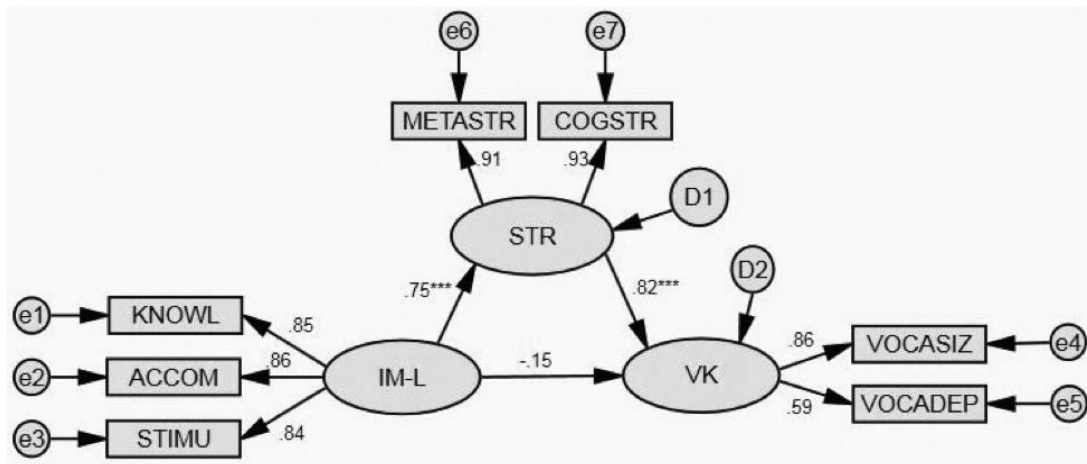 e6
e7
METASTR
COGSTR
.91
.93
D1
STR
D2
.75***
.82***
e1
KNOWL
.85
e2
ACCOM
.86
IM-L
-.15
VK
.86
VOCASIZ
e4
e3
STIMU
.84
.59
VOCADEP
e5